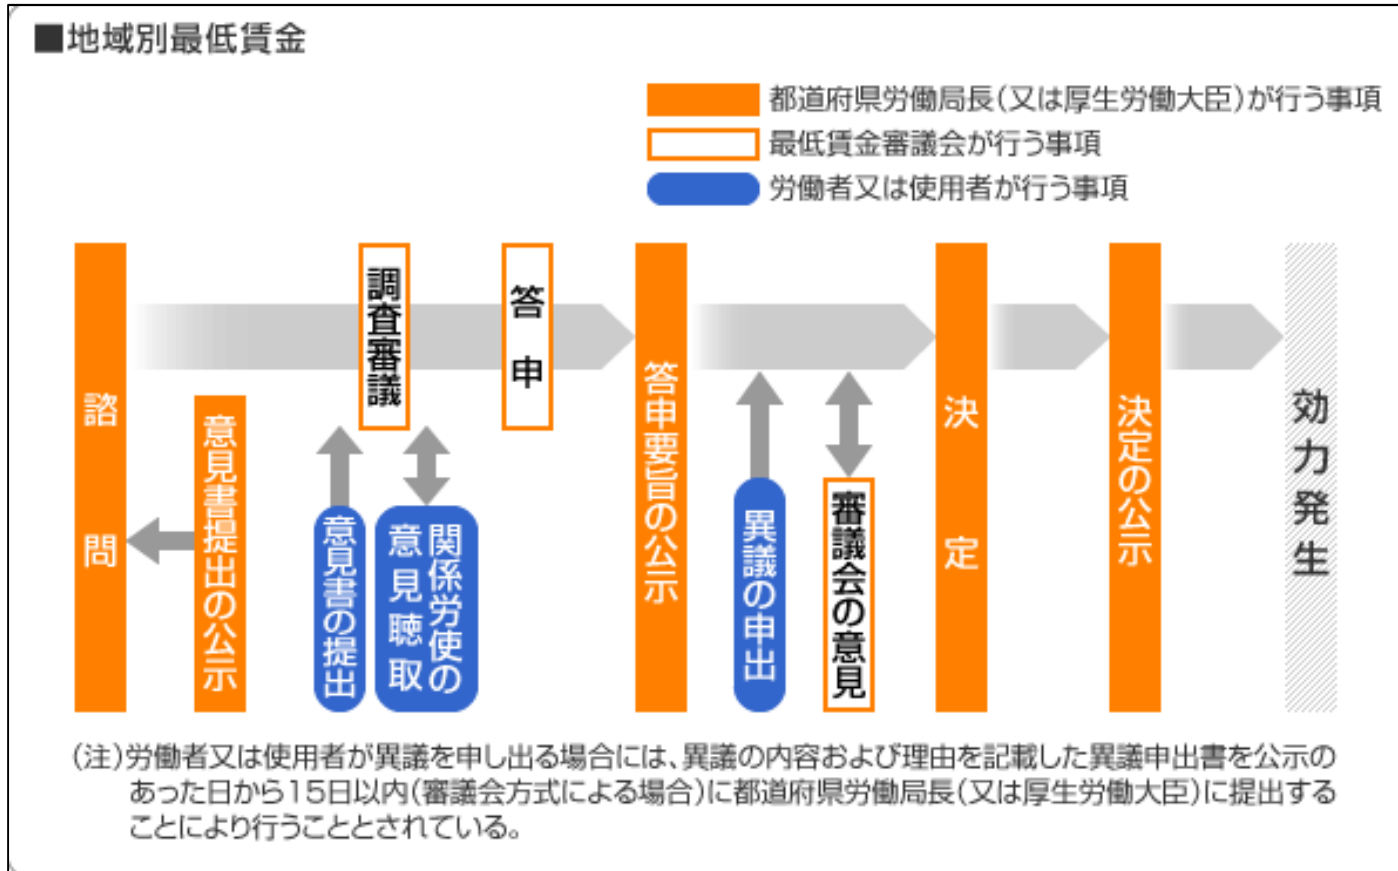 ■地域別最低賃金
都道府県労働局長(又は厚生労働大臣)が行う事項
最低賃金審議会が行う事項
労働者又は使用者が行う事項
諮問
意見書提出の公示
調査審議
意見書の提出
関係労使の
意見聴取
答申
答申要旨の公示
異議の申出
審議会の意見
決定
決定の公示
効力発生
(注)労働者又は使用者が異議を申し出る場合には、異議の内容および理由を記載した異議申出書を公示の
あった日から15日以内(審議会方式による場合)に都道府県労働局長(又は厚生労働大臣)に提出する
ことにより行うこととされている。